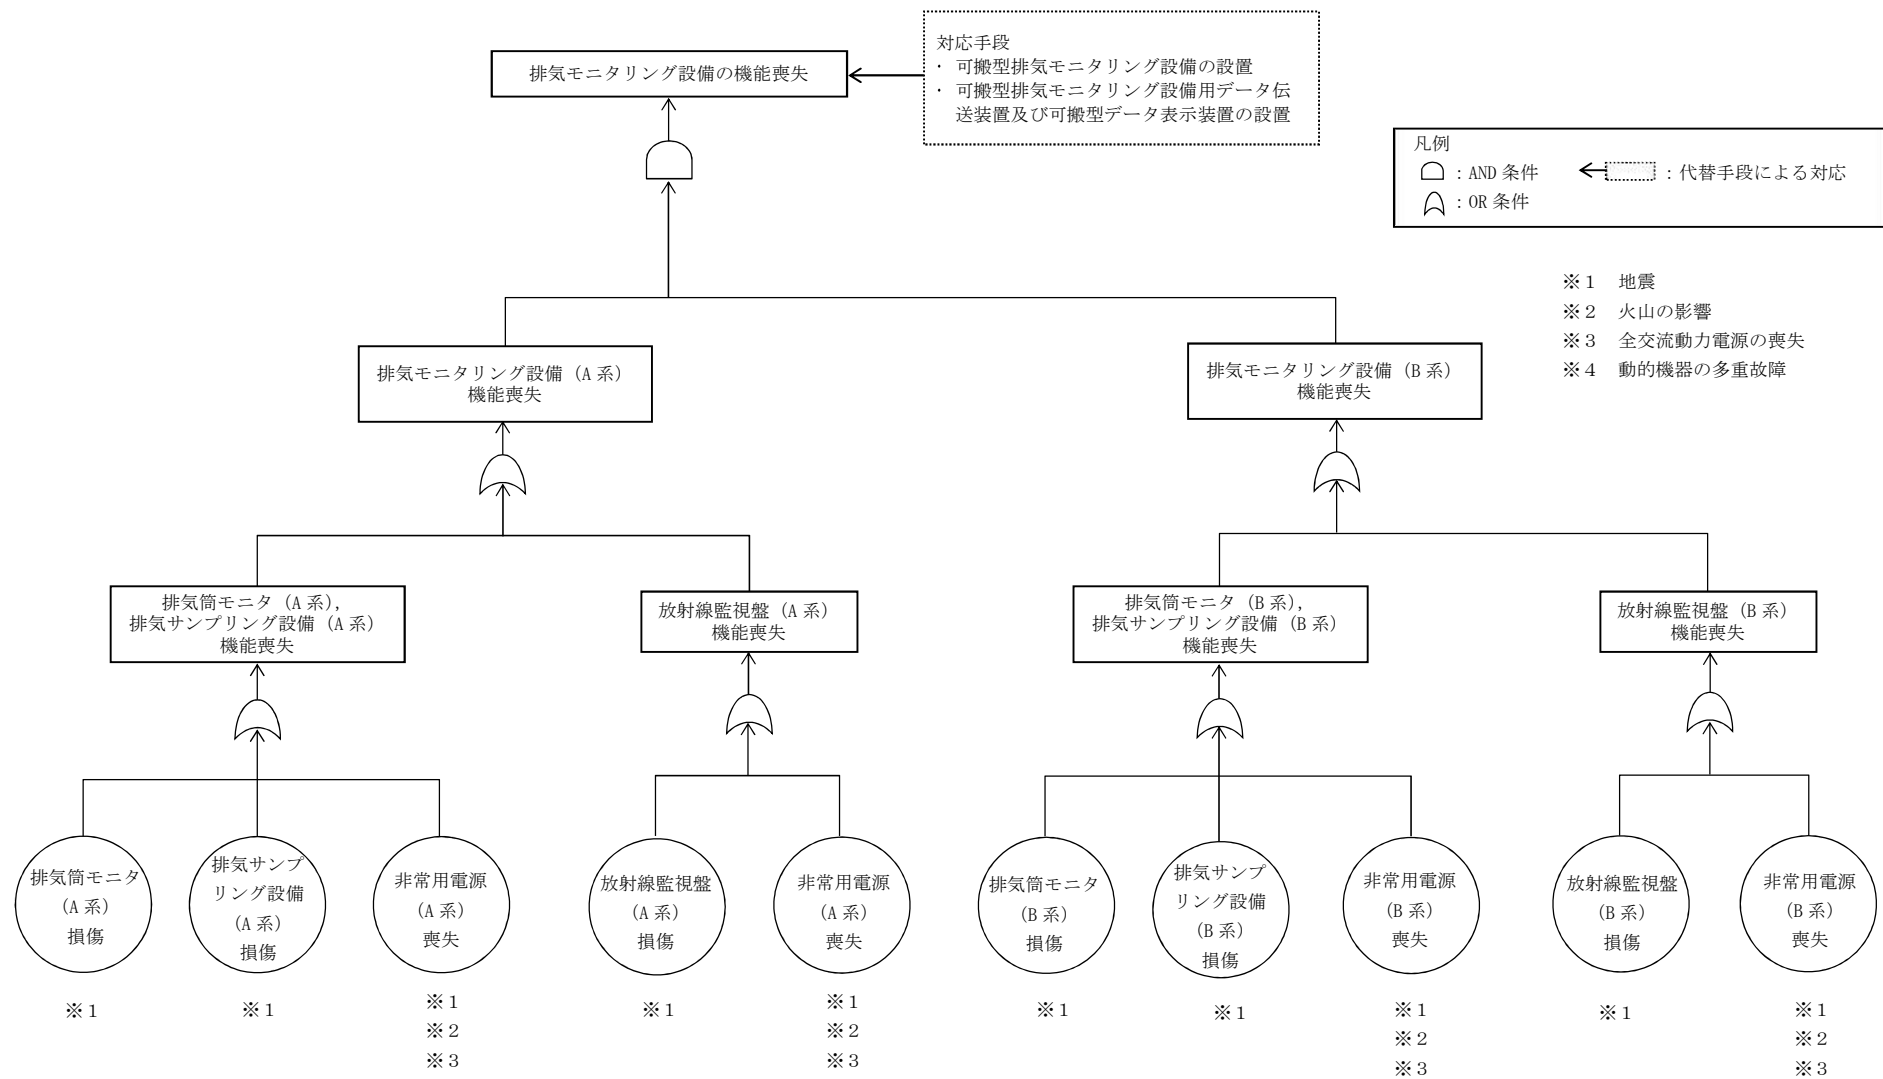 排気モニタリング設備の機能喪失
対応手段
・ 可搬型排気モニタリング設備の設置
・ 可搬型排気モニタリング設備用データ伝
送装置及び可搬型データ表示装置の設置
凡例
：AND 条件
：代替手段による対応
：OR 条件
※１ 地震
※２ 火山の影響
※３ 全交流動力電源の喪失
※４ 動的機器の多重故障
排気モニタリング設備（A 系）
機能喪失
排気モニタリング設備（B 系）
機能喪失
排気筒モニタ（A 系），
排気サンプリング設備（A 系）
機能喪失
放射線監視盤（A 系）
機能喪失
排気筒モニタ（B 系），
排気サンプリング設備（B 系）
機能喪失
放射線監視盤（B 系）
機能喪失
排気筒モニタ
（A 系）
損傷
排気サンプ
リング設備
（A 系）
損傷
非常用電源
（A 系）
喪失
放射線監視盤
（A 系）
損傷
非常用電源
（A 系）
喪失
排気筒モニタ
（B 系）
損傷
排気サンプ
リング設備
（B 系）
損傷
非常用電源
（B 系）
喪失
放射線監視盤
（B 系）
損傷
非常用電源
（B 系）
喪失
※１
※１
※１
※２
※３
※１
※１
※２
※３
※１
※１
※１
※２
※３
※１
※１
※２
※３